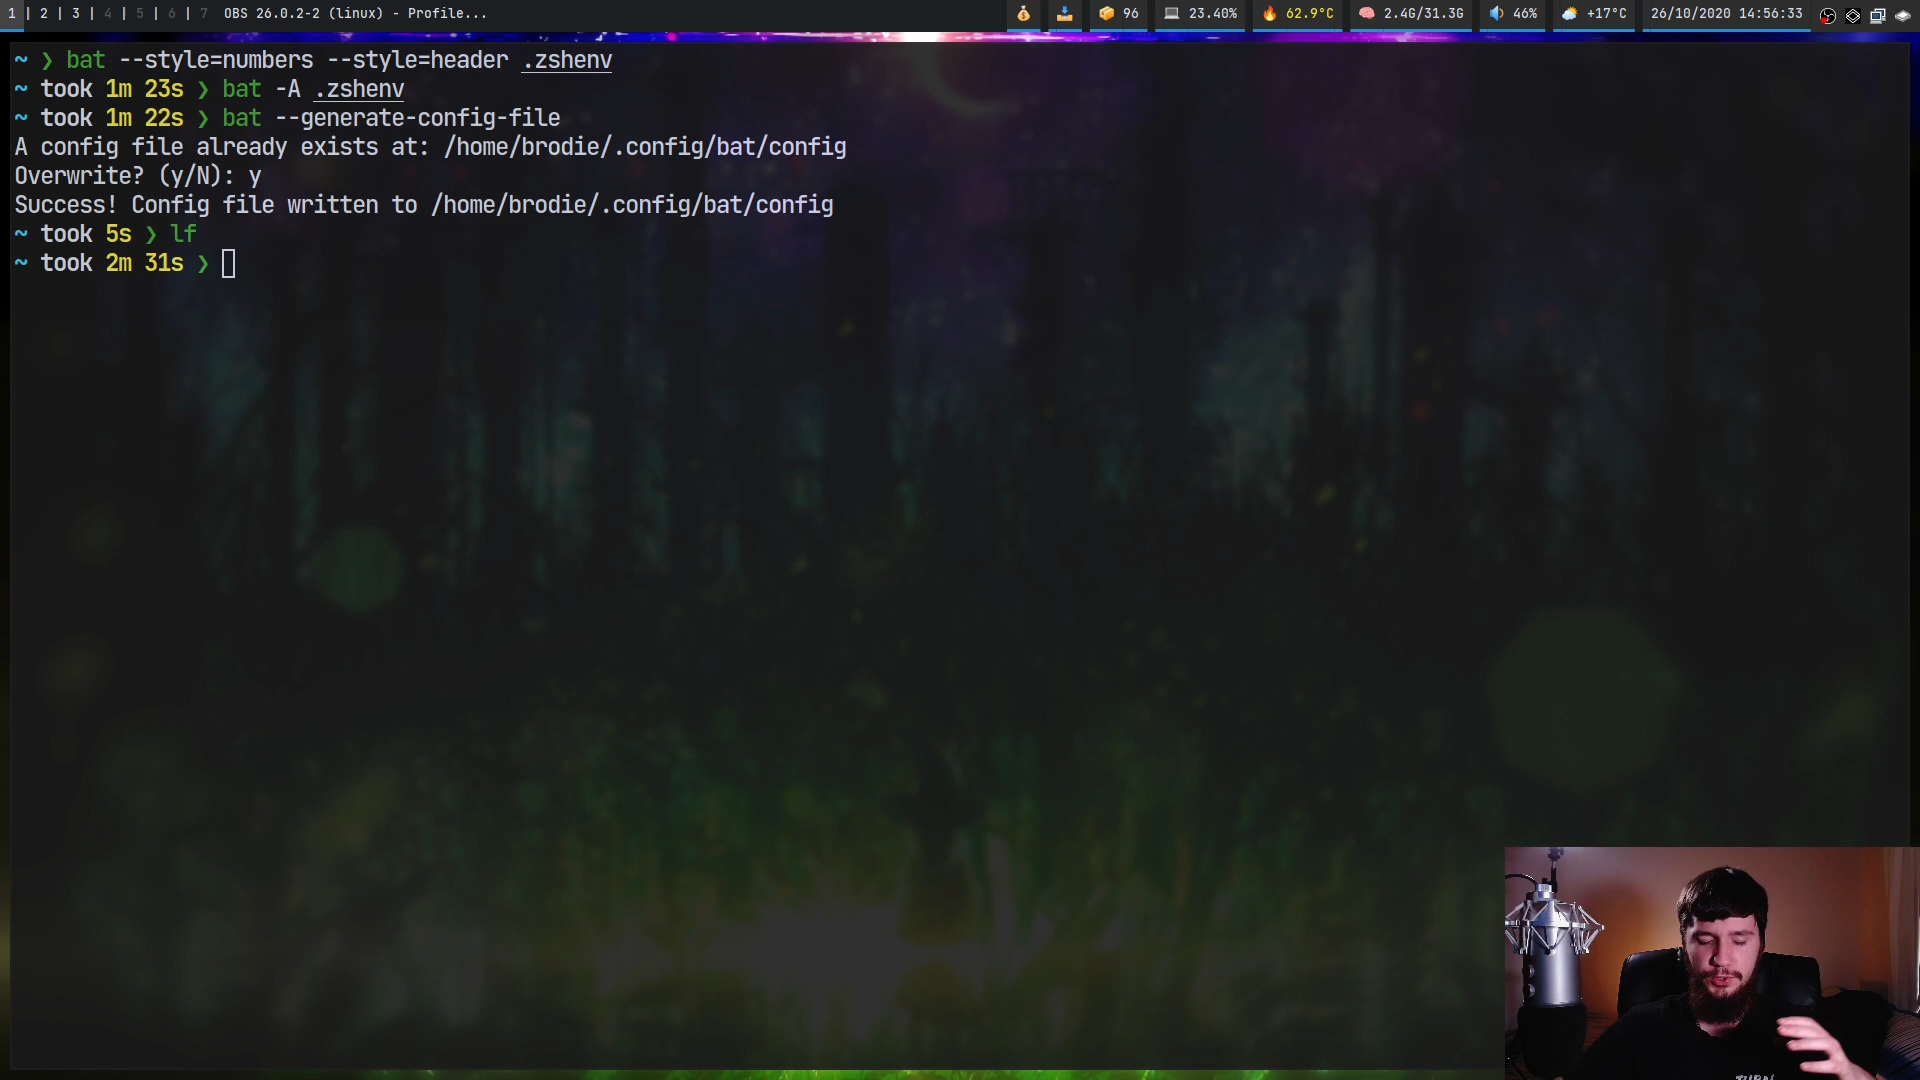 1 | 2 | 3 | 4 | 5 | 6 | 7 OBS 26.0.2-2 (linux) - Profile... 96 23.40% 62.9°C 2.4G/31.3G 46% +17°C 26/10/2020 14:56:33
~ ❯ bat --style=numbers --style=header .zshenv
~ took 1m 23s ❯ bat -A .zshenv
~ took 1m 22s ❯ bat --generate-config-file
A config file already exists at: /home/brodie/.config/bat/config
Overwrite? (y/N): y
Success! Config file written to /home/brodie/.config/bat/config
~ took 5s ❯ lf
~ took 2m 31s ❯